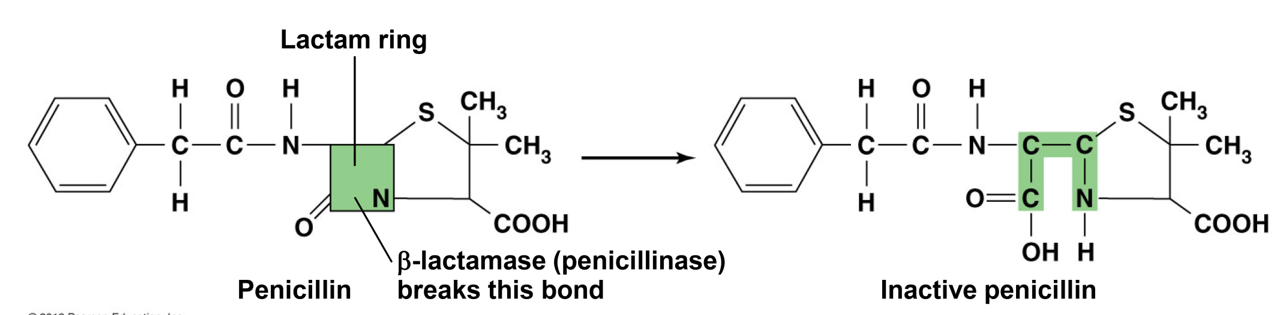 Lactam ring
H O H
S CH₃
C C N CH₃
H N
O COOH
β-lactamase (penicillinase)
breaks this bond
Penicillin
H O H
S CH₃
C C N C C CH₃
H O C N
COOH
OH H
Inactive penicillin